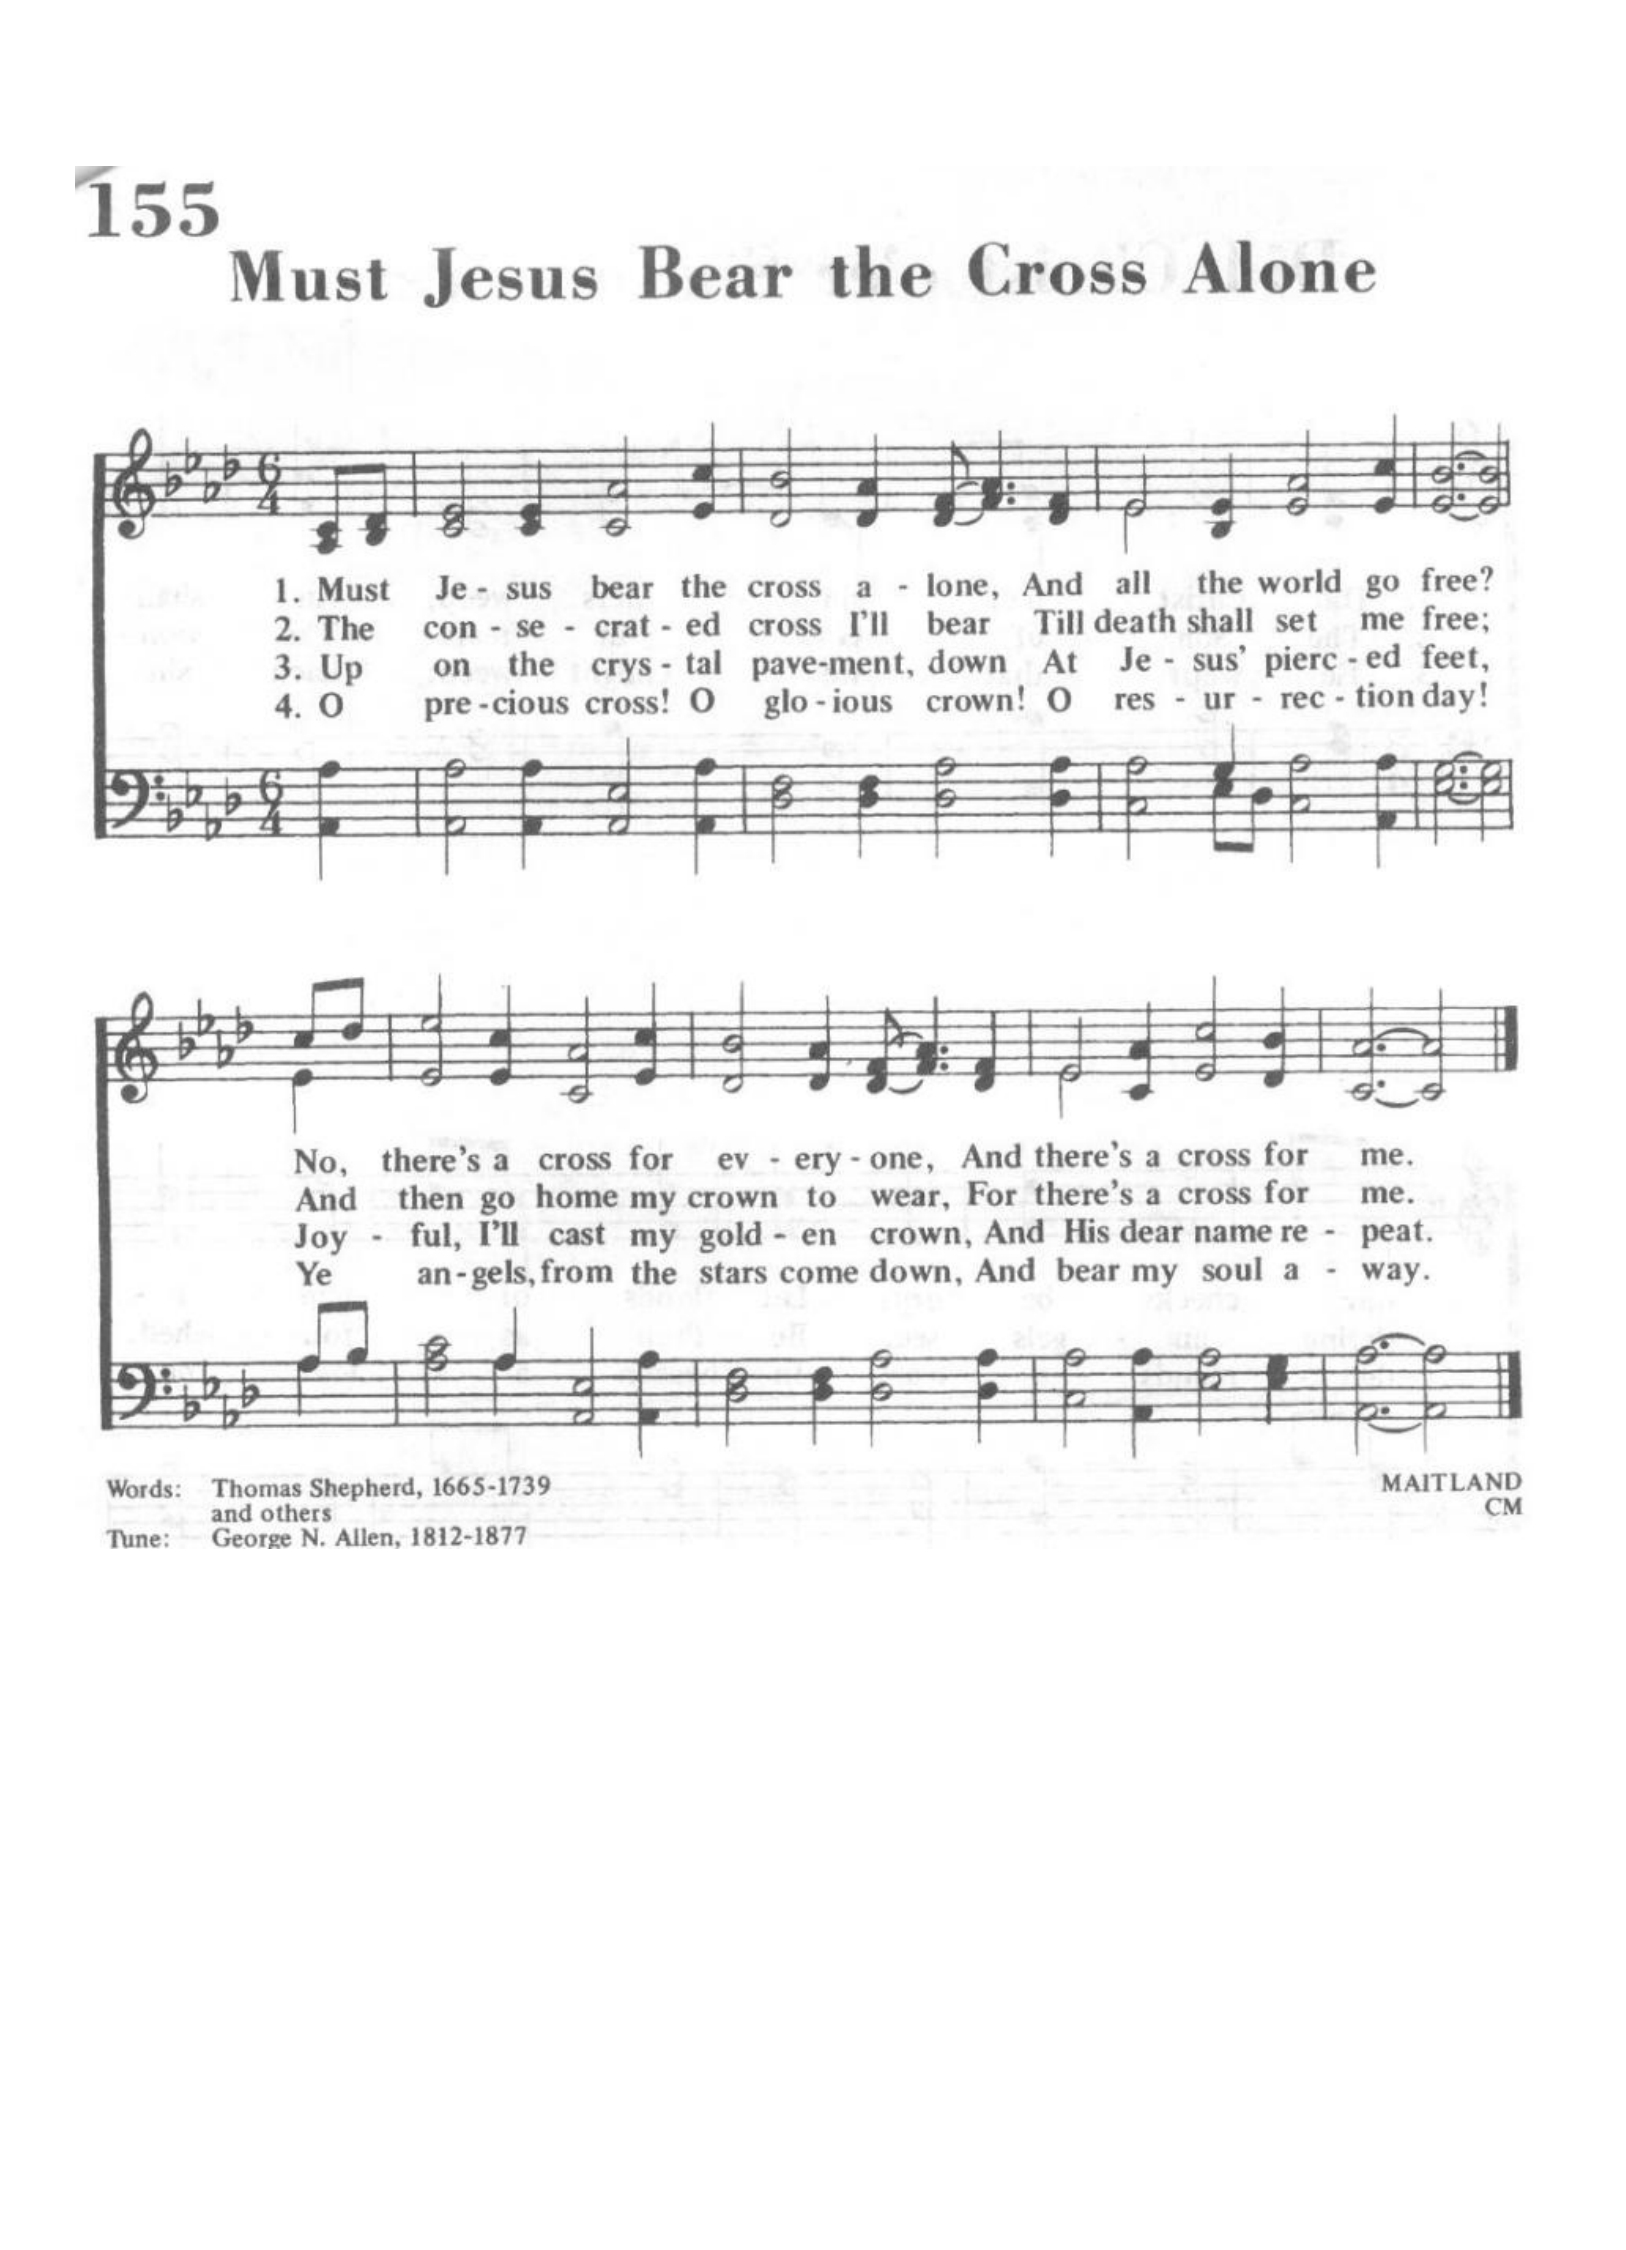 155
Must Jesus Bear the Cross Alone
6
4
1. Must Je - sus bear the cross a - lone, And all the world go free?
2. The con - se - crat - ed cross I'll bear Till death shall set me free;
3. Up on the crys - tal pave-ment, down At Je - sus' pierc - ed feet,
4. O pre -cious cross! O glo - ious crown! O res - ur - rec - tion day!
6
4
No, there's a cross for ev - ery - one, And there's a cross for me.
And then go home my crown to wear, For there's a cross for me.
Joy - ful, I'll cast my gold - en crown, And His dear name re - peat.
Ye an-gels, from the stars come down, And bear my soul a - way.
Words: Thomas Shepherd, 1665-1739
and others
Tune: George N. Allen, 1812-1877
MAITLAND
CM